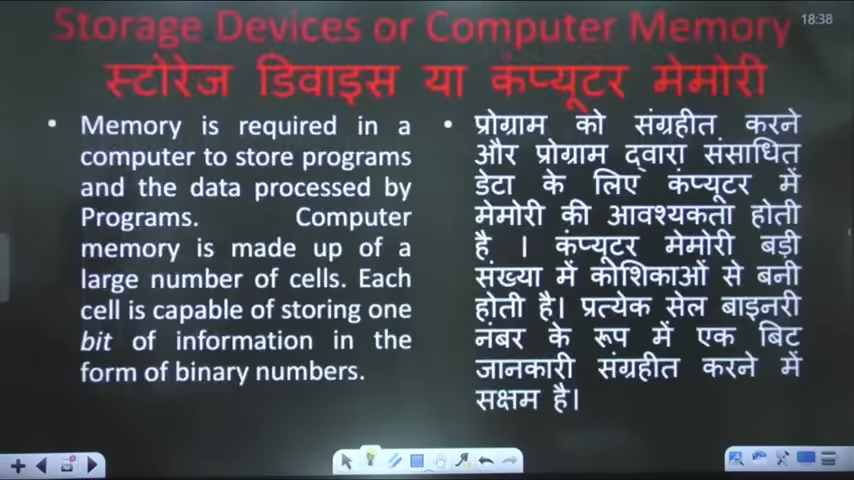 Storage Devices or Computer Memory
18:38
स्टोरेज डिवाइस या कंप्यूटर मेमोरी
• Memory is required in a
computer to store programs
and the data processed by
Programs. Computer
memory is made up of a
large number of cells. Each
cell is capable of storing one
bit of information in the
form of binary numbers.
• प्रोग्राम को संग्रहीत करने
और प्रोग्राम द्वारा संसाधित
डेटा के लिए कंप्यूटर में
मेमोरी की आवश्यकता होती
है । कंप्यूटर मेमोरी बड़ी
संख्या में कोशिकाओं से बनी
होती है। प्रत्येक सेल बाइनरी
नंबर के रूप में एक बिट
जानकारी संग्रहीत करने में
सक्षम है।